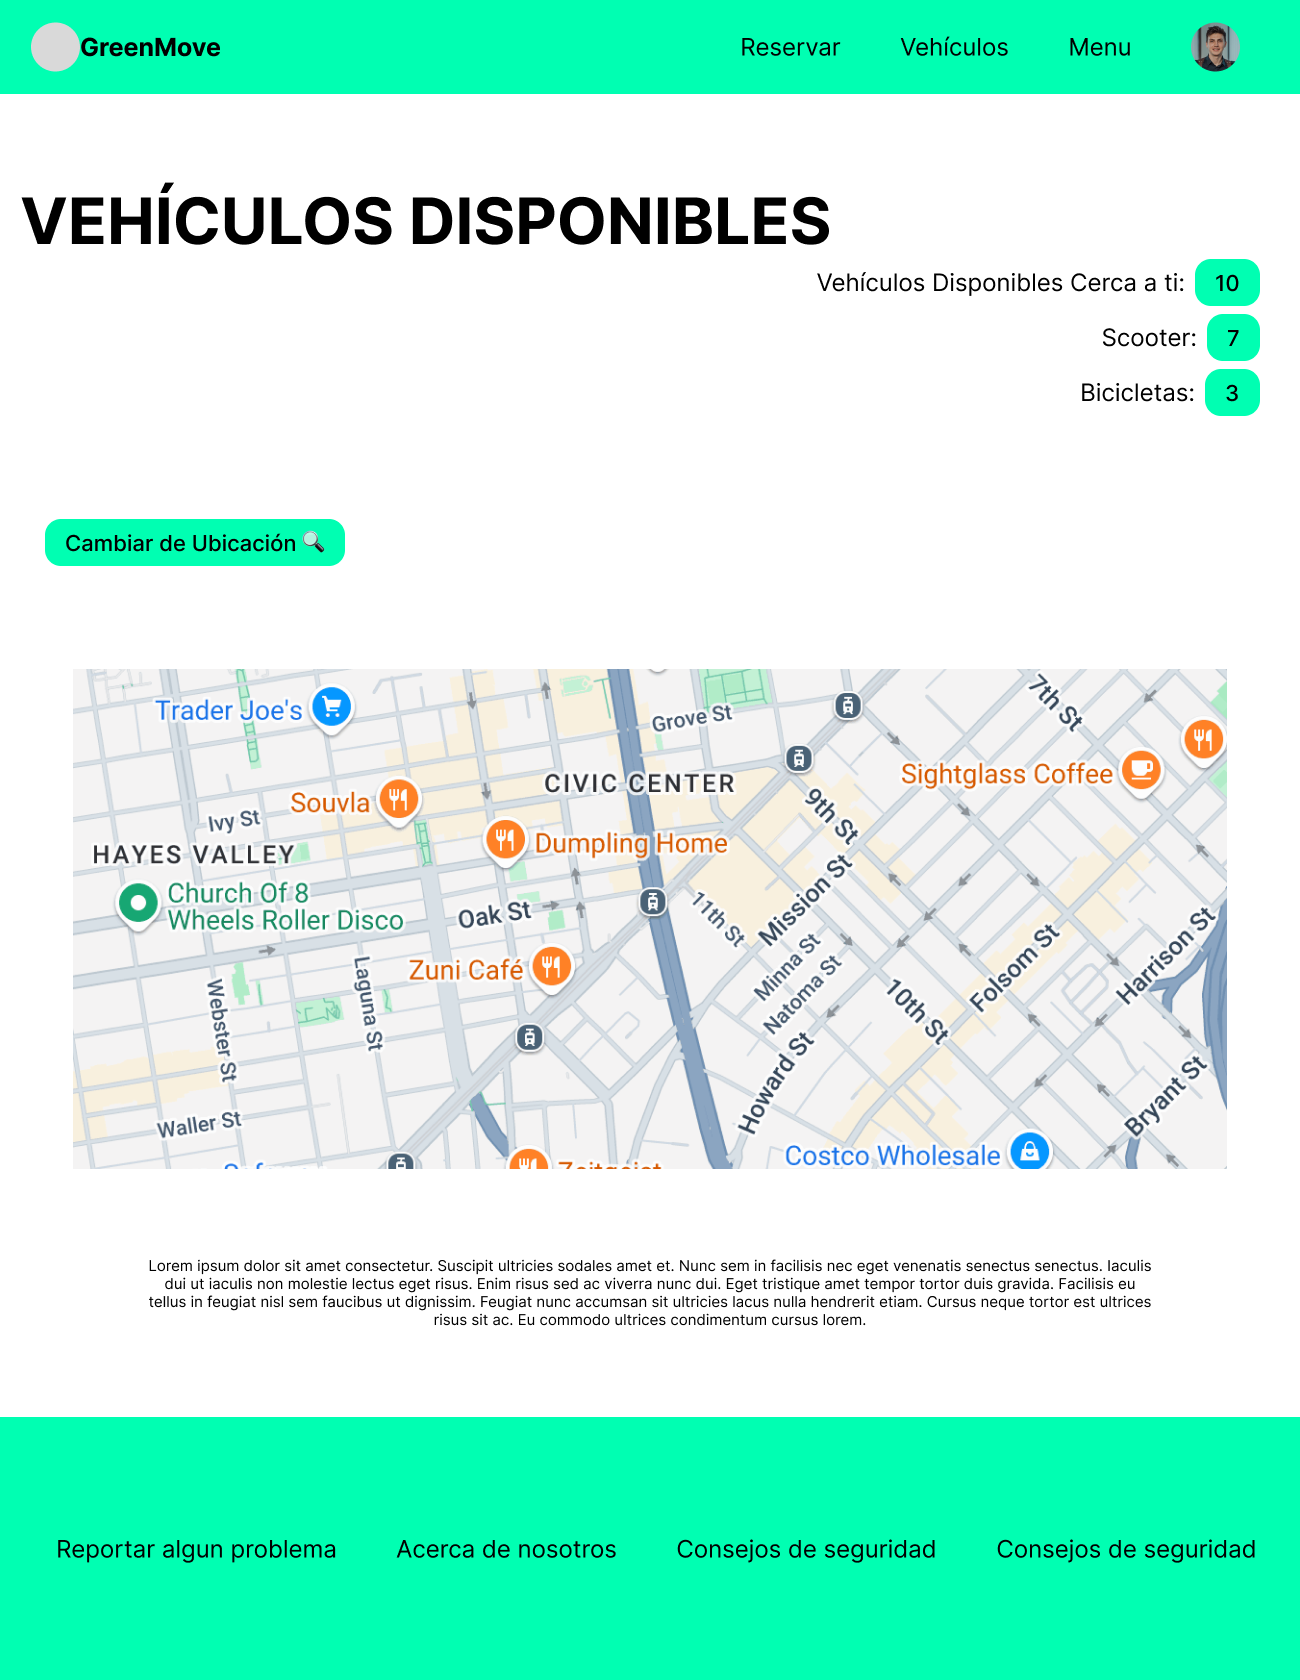 GreenMove
Reservar
Vehículos
Menu
VEHÍCULOS DISPONIBLES
Vehículos Disponibles Cerca a ti: 10
Scooter: 7
Bicicletas: 3
Cambiar de Ubicación 🔍
Trader Joe's
Grove St
7th St
CIVIC CENTER
Sightglass Coffee
Souvla
Ivy St
9th St
Dumpling Home
HAYES VALLEY
Church Of 8
Wheels Roller Disco
Oak St
11th St
Mission St
Zuni Café
Minna St
Natoma St
Folsom St
Harrison St
Webster St
Laguna St
10th St
Howard St
Bryant St
Waller St
Costco Wholesale
Zeitgeist
Lorem ipsum dolor sit amet consectetur. Suscipit ultricies sodales amet et. Nunc sem in facilisis nec eget venenatis senectus senectus. Iaculis
dui ut iaculis non molestie lectus eget risus. Enim risus sed ac viverra nunc dui. Eget tristique amet tempor tortor duis gravida. Facilisis eu
tellus in feugiat nisl sem faucibus ut dignissim. Feugiat nunc accumsan sit ultricies lacus nulla hendrerit etiam. Cursus neque tortor est ultrices
risus sit ac. Eu commodo ultrices condimentum cursus lorem.
Reportar algun problema
Acerca de nosotros
Consejos de seguridad
Consejos de seguridad